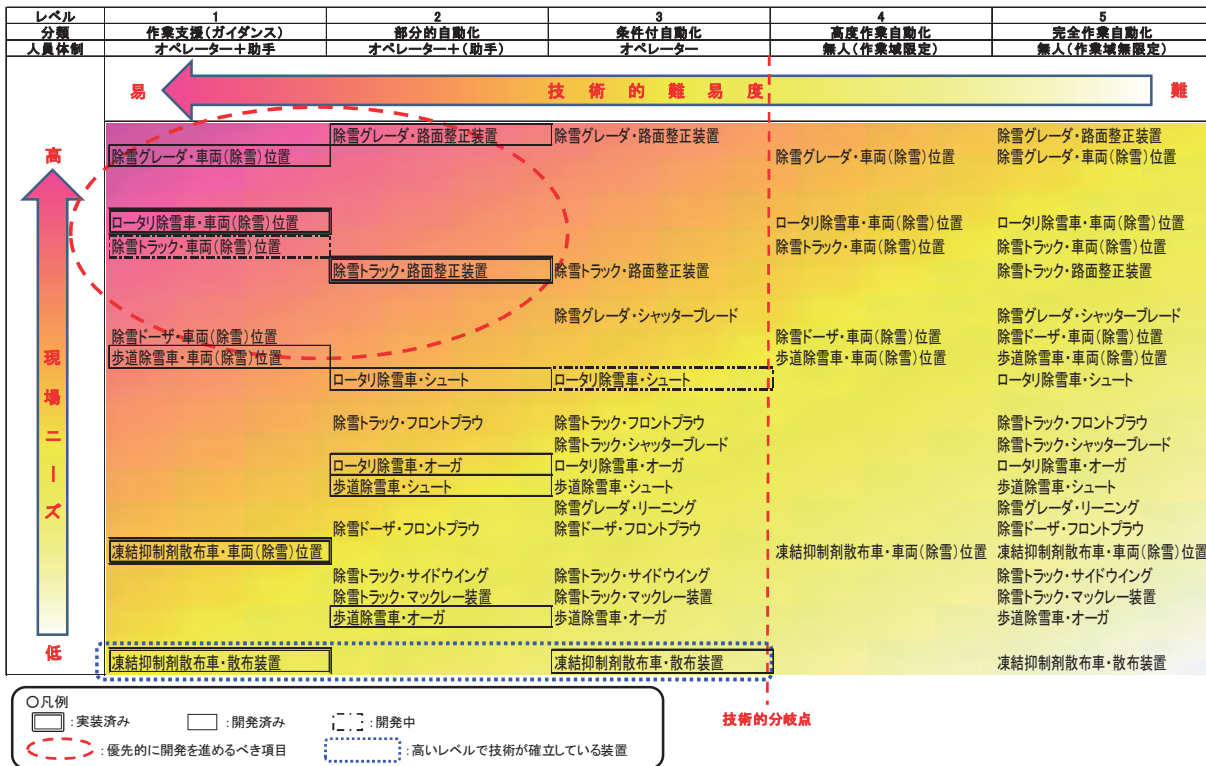 レベル 1 2 3 4 5
分類 作業支援(ガイダンス) 部分的自動化 条件付自動化 高度作業自動化 完全作業自動化
人員体制 オペレーター+助手 オペレーター+(助手) オペレーター 無人(作業域限定) 無人(作業域無限定)
易 技術的難易度 難
高
現場ニーズ
低
除雪グレーダ・路面整正装置 除雪グレーダ・路面整正装置 除雪グレーダ・路面整正装置
除雪グレーダ・車両(除雪)位置 除雪グレーダ・車両(除雪)位置 除雪グレーダ・車両(除雪)位置
ロータリ除雪車・車両(除雪)位置 ロータリ除雪車・車両(除雪)位置 ロータリ除雪車・車両(除雪)位置
除雪トラック・車両(除雪)位置 除雪トラック・車両(除雪)位置 除雪トラック・車両(除雪)位置
除雪トラック・路面整正装置 除雪トラック・路面整正装置 除雪トラック・路面整正装置
除雪グレーダ・シャッターブレード 除雪グレーダ・シャッターブレード
除雪ドーザ・車両(除雪)位置 除雪ドーザ・車両(除雪)位置 除雪ドーザ・車両(除雪)位置
歩道除雪車・車両(除雪)位置 歩道除雪車・車両(除雪)位置 歩道除雪車・車両(除雪)位置
ロータリ除雪車・シュート ロータリ除雪車・シュート ロータリ除雪車・シュート
除雪トラック・フロントプラウ 除雪トラック・フロントプラウ 除雪トラック・フロントプラウ
除雪トラック・シャッターブレード 除雪トラック・シャッターブレード
ロータリ除雪車・オーガ ロータリ除雪車・オーガ ロータリ除雪車・オーガ
歩道除雪車・シュート 歩道除雪車・シュート 歩道除雪車・シュート
除雪グレーダ・リーニング 除雪グレーダ・リーニング
除雪ドーザ・フロントプラウ 除雪ドーザ・フロントプラウ 除雪ドーザ・フロントプラウ
凍結抑制剤散布車・車両(除雪)位置 凍結抑制剤散布車・車両(除雪)位置 凍結抑制剤散布車・車両(除雪)位置
除雪トラック・サイドウイング 除雪トラック・サイドウイング 除雪トラック・サイドウイング
除雪トラック・マックレー装置 除雪トラック・マックレー装置 除雪トラック・マックレー装置
歩道除雪車・オーガ 歩道除雪車・オーガ 歩道除雪車・オーガ
凍結抑制剤散布車・散布装置 凍結抑制剤散布車・散布装置 凍結抑制剤散布車・散布装置
技術的分岐点
○凡例
:実装済み :開発済み :開発中
:優先的に開発を進めるべき項目 :高いレベルで技術が確立している装置